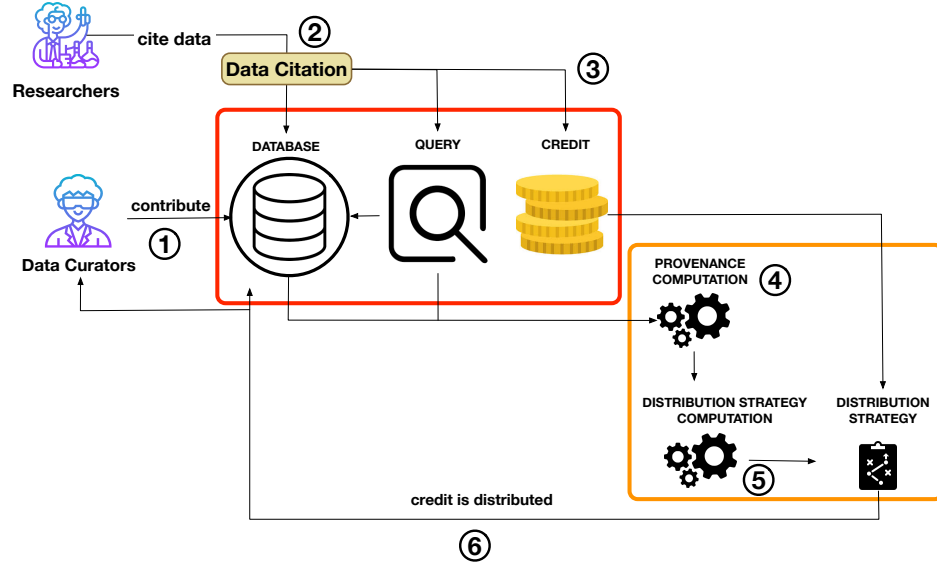 cite data
②
Data Citation
③
Researchers
DATABASE
QUERY
CREDIT
contribute
①
Data Curators
PROVENANCE
COMPUTATION
④
DISTRIBUTION STRATEGY
COMPUTATION
DISTRIBUTION
STRATEGY
⑤
credit is distributed
⑥